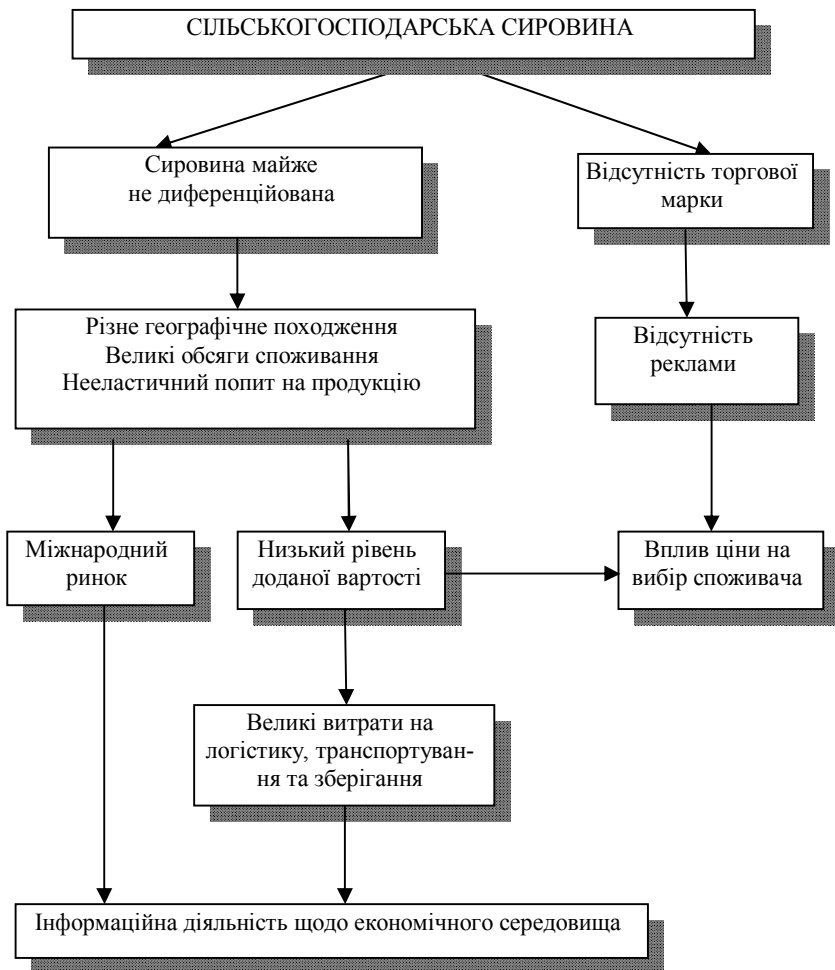 СІЛЬСЬКОГОСПОДАРСЬКА СИРОВИНА
Сировина майже
не диференційована
Відсутність торгової
марки
Різне географічне походження
Великі обсяги споживання
Нееластичний попит на продукцію
Відсутність
реклами
Міжнародний
ринок
Низький рівень
доданої вартості
Вплив ціни на
вибір споживача
Великі витрати на
логістику, транспортуван-
ня та зберігання
Інформаційна діяльність щодо економічного середовища